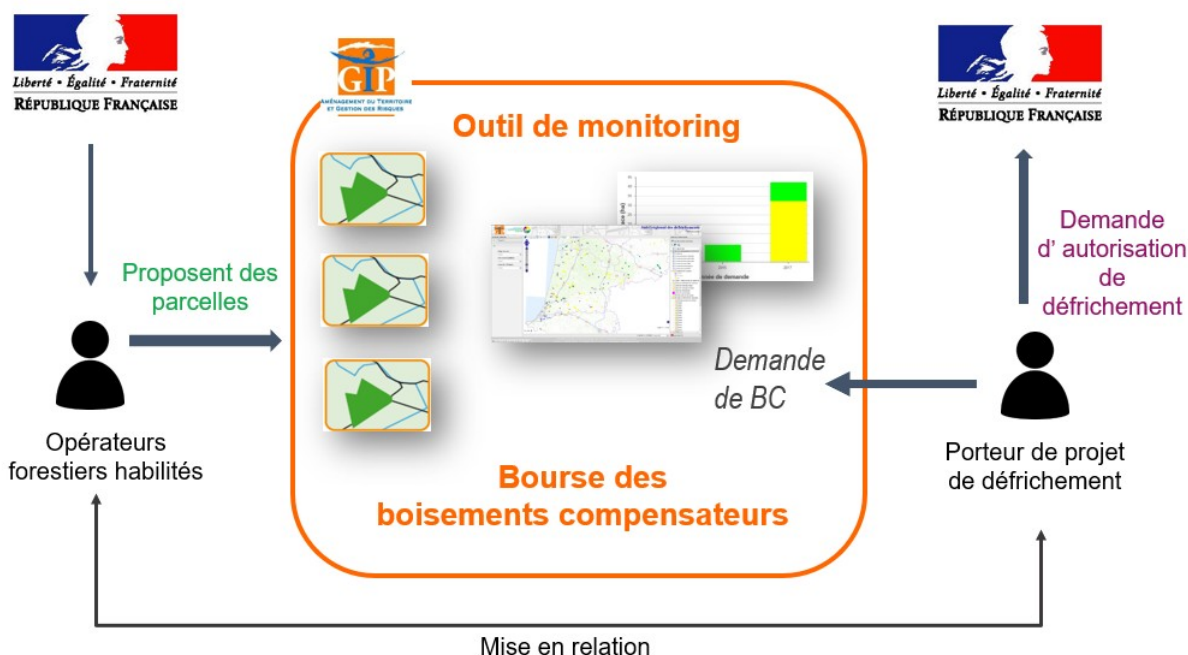 Liberté • Égalité • Fraternité
RÉPUBLIQUE FRANÇAISE
GIP
AMÉNAGEMENT DU TERRITOIRE
ET GESTION DES RISQUES
Liberté • Égalité • Fraternité
RÉPUBLIQUE FRANÇAISE
Outil de monitoring
Proposent des
parcelles
Demande
d' autorisation
de
défrichement
2017
Demande
de BC
Opérateurs
forestiers habilités
Porteur de projet
de défrichement
Bourse des
boisements compensateurs
Mise en relation